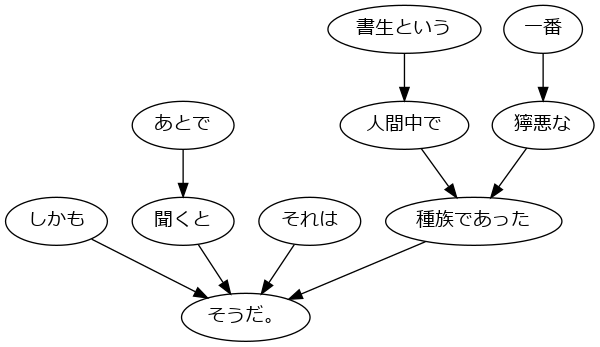 書生という
一番
あとで
人間中で
獰悪な
しかも
聞くと
それは
種族であった
そうだ。